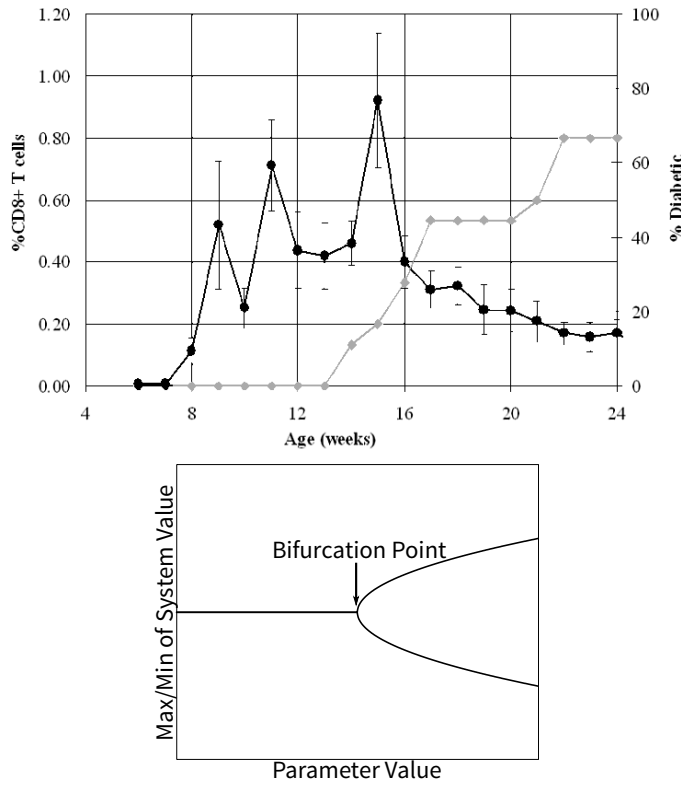 1.20
1.00
0.80
0.60
0.40
0.20
0.00
%CD8+ T cells
100
80
60
40
20
0
% Diabetic
4 8 12 16 20 24
Age (weeks)
Max/Min of System Value
Bifurcation Point
Parameter Value